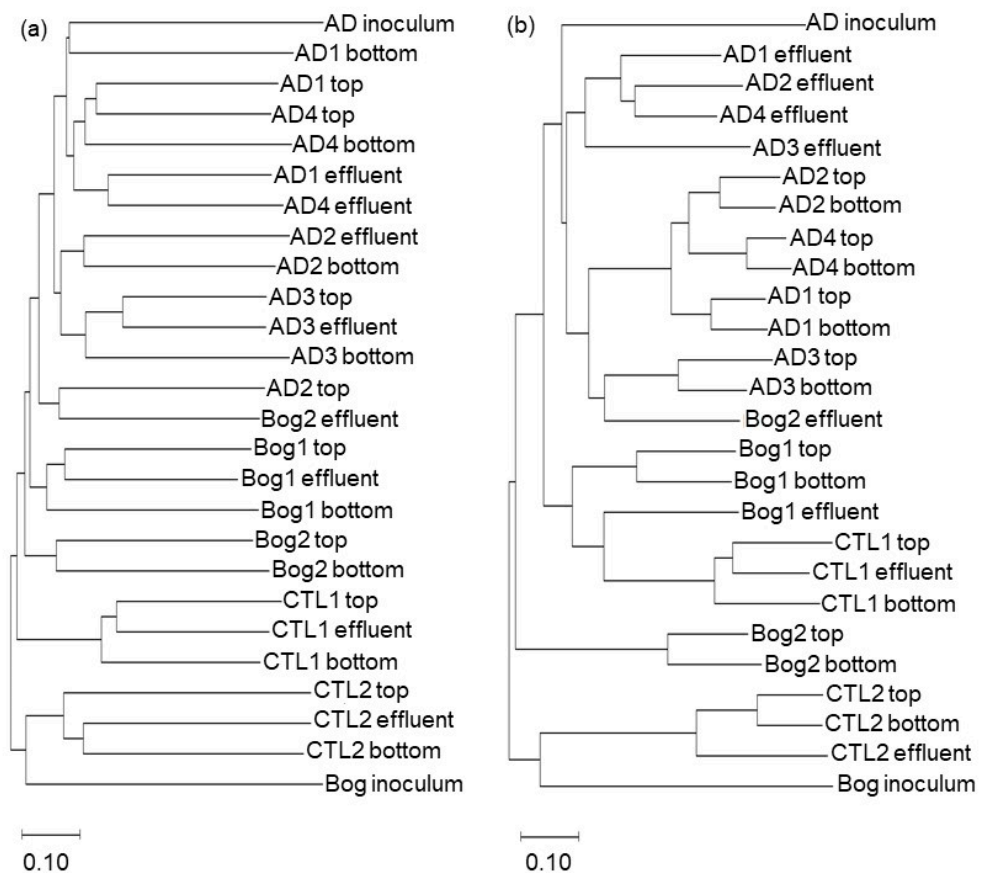 (a)
AD inoculum
AD1 bottom
AD1 top
AD4 top
AD4 bottom
AD1 effluent
AD4 effluent
AD2 effluent
AD2 bottom
AD3 top
AD3 effluent
AD3 bottom
AD2 top
Bog2 effluent
Bog1 top
Bog1 effluent
Bog1 bottom
Bog2 top
Bog2 bottom
CTL1 top
CTL1 effluent
CTL1 bottom
CTL2 top
CTL2 effluent
CTL2 bottom
Bog inoculum
0.10
(b)
AD inoculum
AD1 effluent
AD2 effluent
AD4 effluent
AD3 effluent
AD2 top
AD2 bottom
AD4 top
AD4 bottom
AD1 top
AD1 bottom
AD3 top
AD3 bottom
Bog2 effluent
Bog1 top
Bog1 bottom
Bog1 effluent
CTL1 top
CTL1 effluent
CTL1 bottom
Bog2 top
Bog2 bottom
CTL2 top
CTL2 bottom
CTL2 effluent
Bog inoculum
0.10